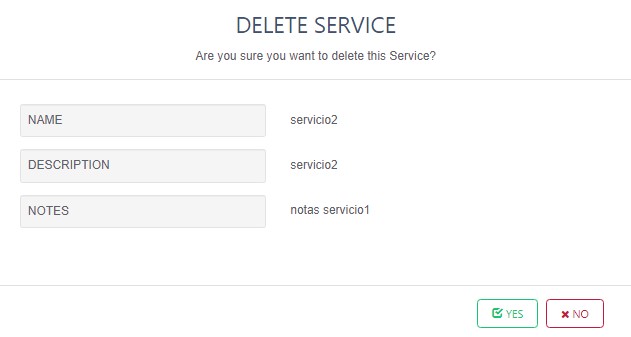 DELETE SERVICE
Are you sure you want to delete this Service?
NAME servicio2
DESCRIPTION servicio2
NOTES notas servicio1
YES NO